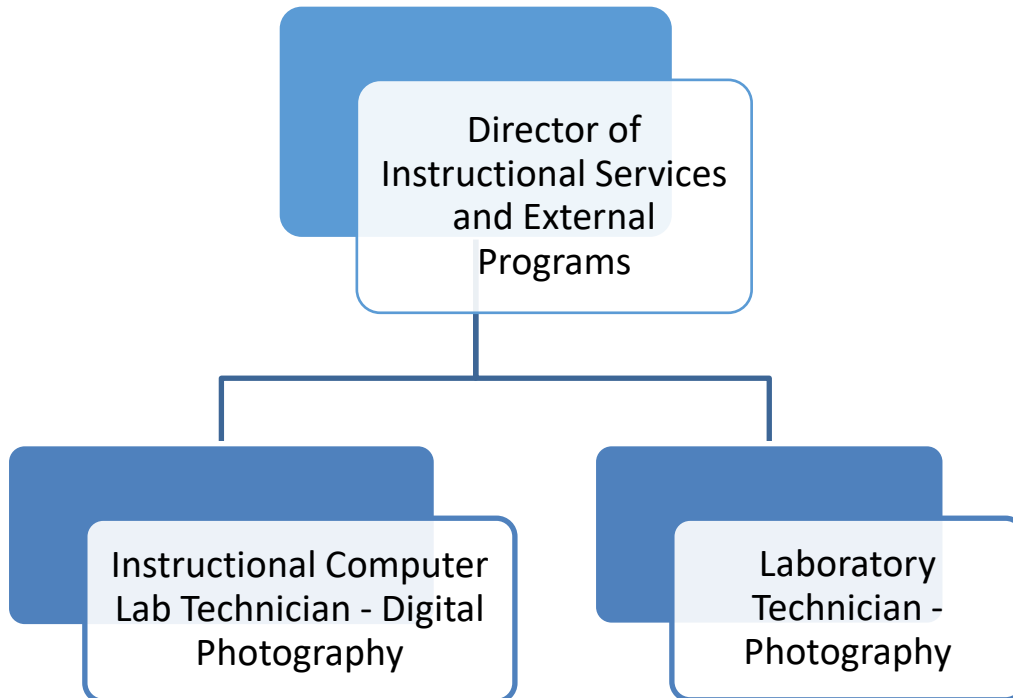 Director of
Instructional Services
and External
Programs
Instructional Computer
Lab Technician - Digital
Photography
Laboratory
Technician -
Photography